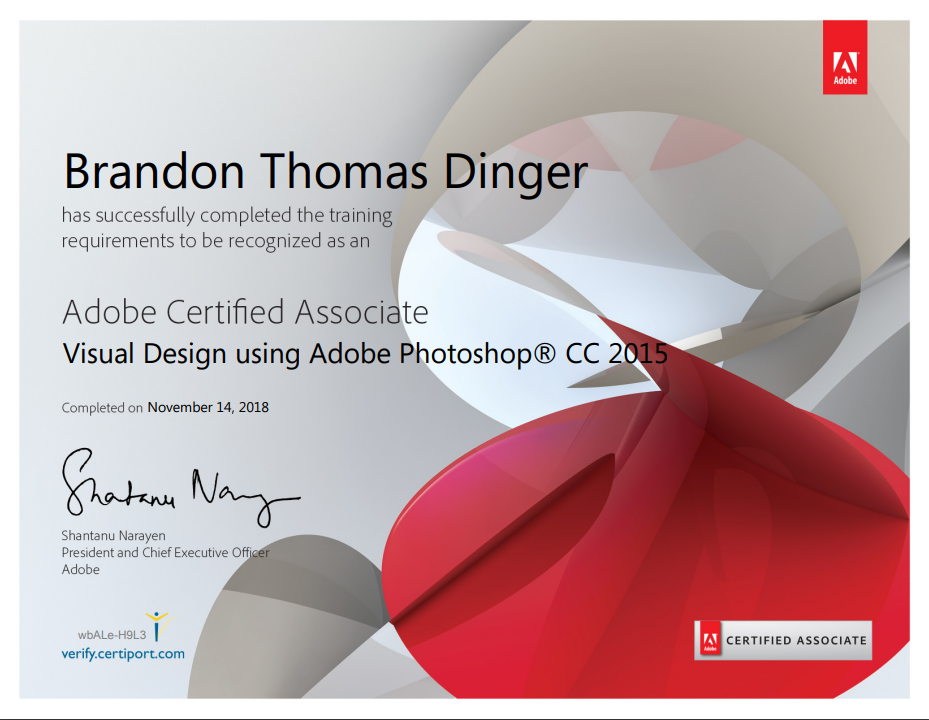 Adobe
Brandon Thomas Dinger
has successfully completed the training
requirements to be recognized as an
Adobe Certified Associate
Visual Design using Adobe Photoshop® CC 2015
Completed on November 14, 2018
Shantanu Narayen
Shantanu Narayen
President and Chief Executive Officer
Adobe
wbALe-H9L3
verify.certiport.com
Adobe
CERTIFIED ASSOCIATE